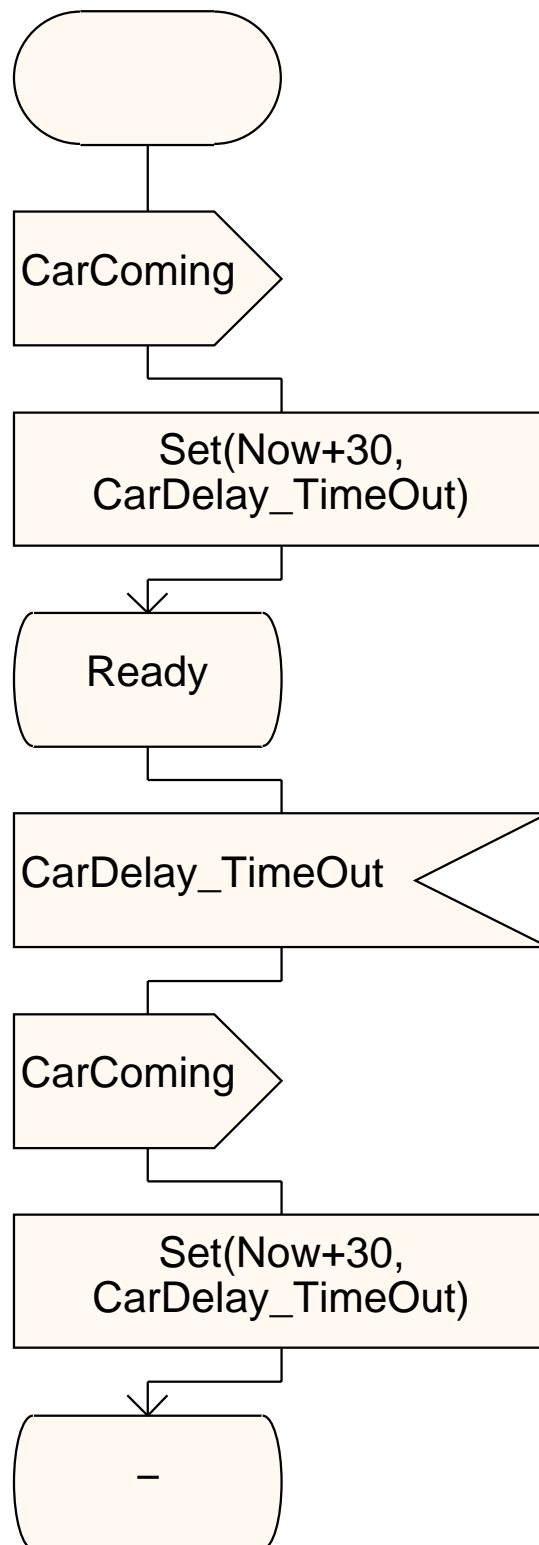 CarComing
Set(Now+30,
CarDelay_TimeOut)
Ready
CarDelay_TimeOut
CarComing
Set(Now+30,
CarDelay_TimeOut)
–